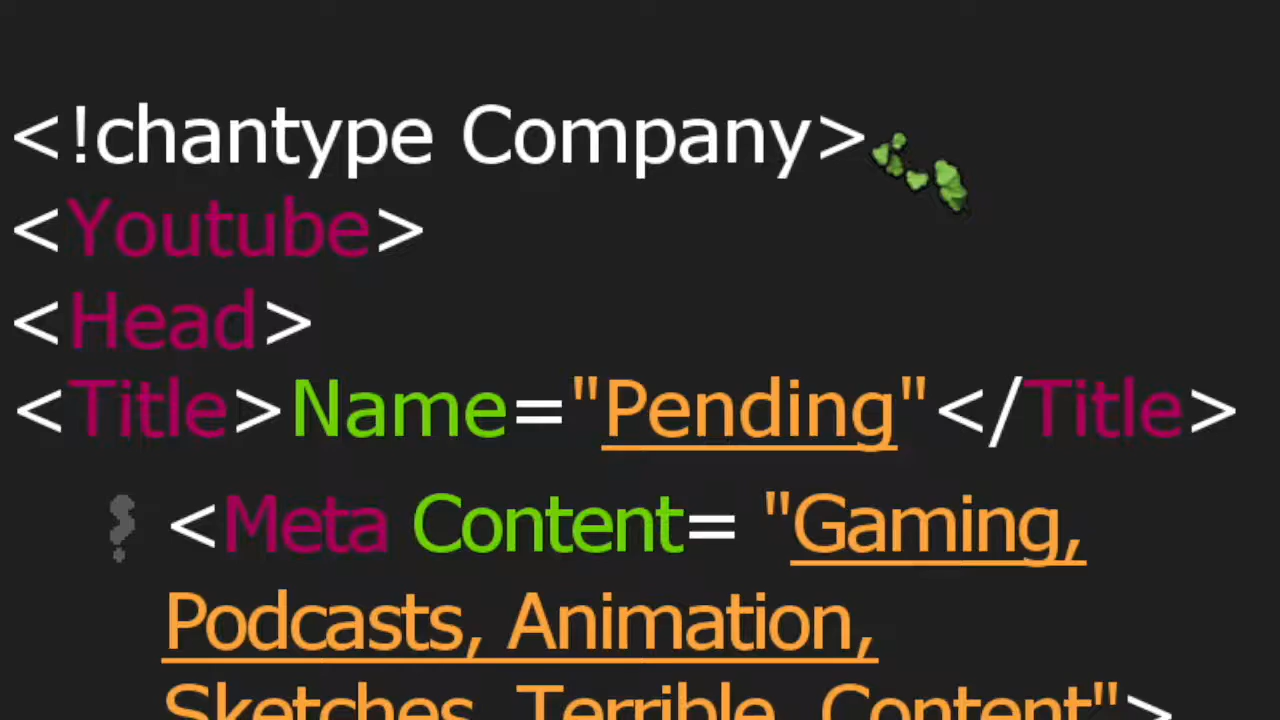 <!chantype Company>
<Youtube>
<Head>
<Title>Name="Pending"</Title>
<Meta Content= "Gaming,
Podcasts, Animation,
Sketches, Terrible, Content">